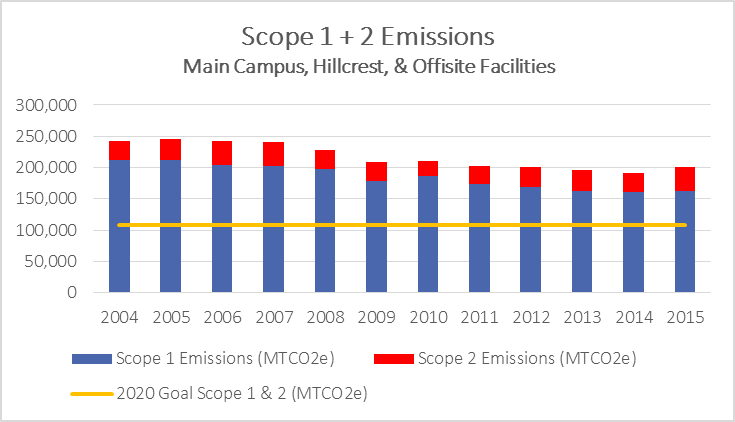 Scope 1 + 2 Emissions
Main Campus, Hillcrest, & Offisite Facilities
300,000
250,000
200,000
150,000
100,000
50,000
0
2004 2005 2006 2007 2008 2009 2010 2011 2012 2013 2014 2015
Scope 1 Emissions (MTCO2e) Scope 2 Emissions (MTCO2e)
2020 Goal Scope 1 & 2 (MTCO2e)